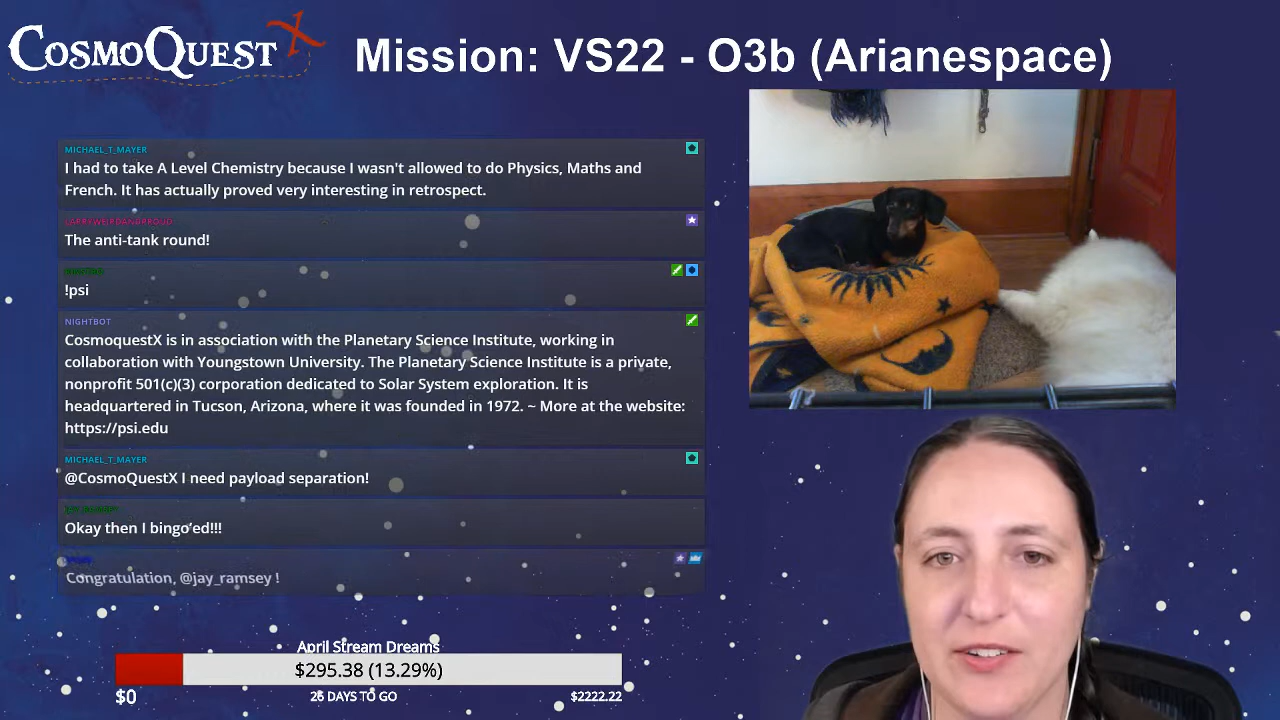 CosmoQuest X
Mission: VS22 - O3b (Arianespace)
MICHAEL_T_MAYER
I had to take A Level Chemistry because I wasn't allowed to do Physics, Maths and
French. It has actually proved very interesting in retrospect.
The anti-tank round!
!psi
NIGHTBOT
CosmoquestX is in association with the Planetary Science Institute, working in
collaboration with Youngstown University. The Planetary Science Institute is a private,
nonprofit 501(c)(3) corporation dedicated to Solar System exploration. It is
headquartered in Tucson, Arizona, where it was founded in 1972. ~ More at the website:
https://psi.edu
MICHAEL_T_MAYER
@CosmoQuestX I need payload separation!
Okay then I bingo'ed!!!
Congratulation, @jay_ramsey !
April Stream Dreams
$295.38 (13.29%)
$0
26 DAYS TO GO
$2222.22